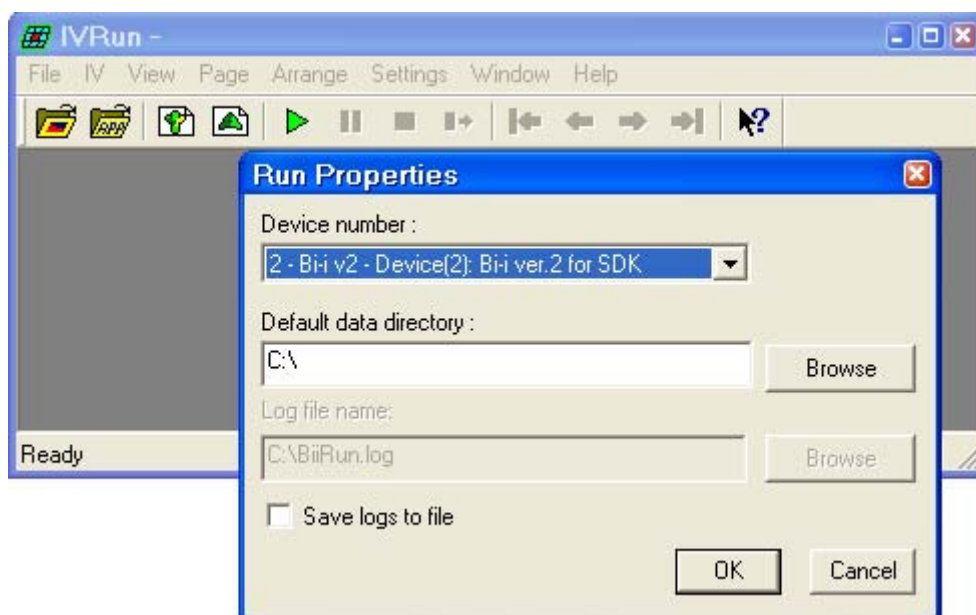 IVRun -
File IV View Page Arrange Settings Window Help
APP
Run Properties
Device number :
2 - Bi-i v2 - Device(2): Bi-i ver.2 for SDK
Default data directory :
C:\
Browse
Log file name:
C:\BiiRun.log
Browse
Ready
Save logs to file
OK Cancel